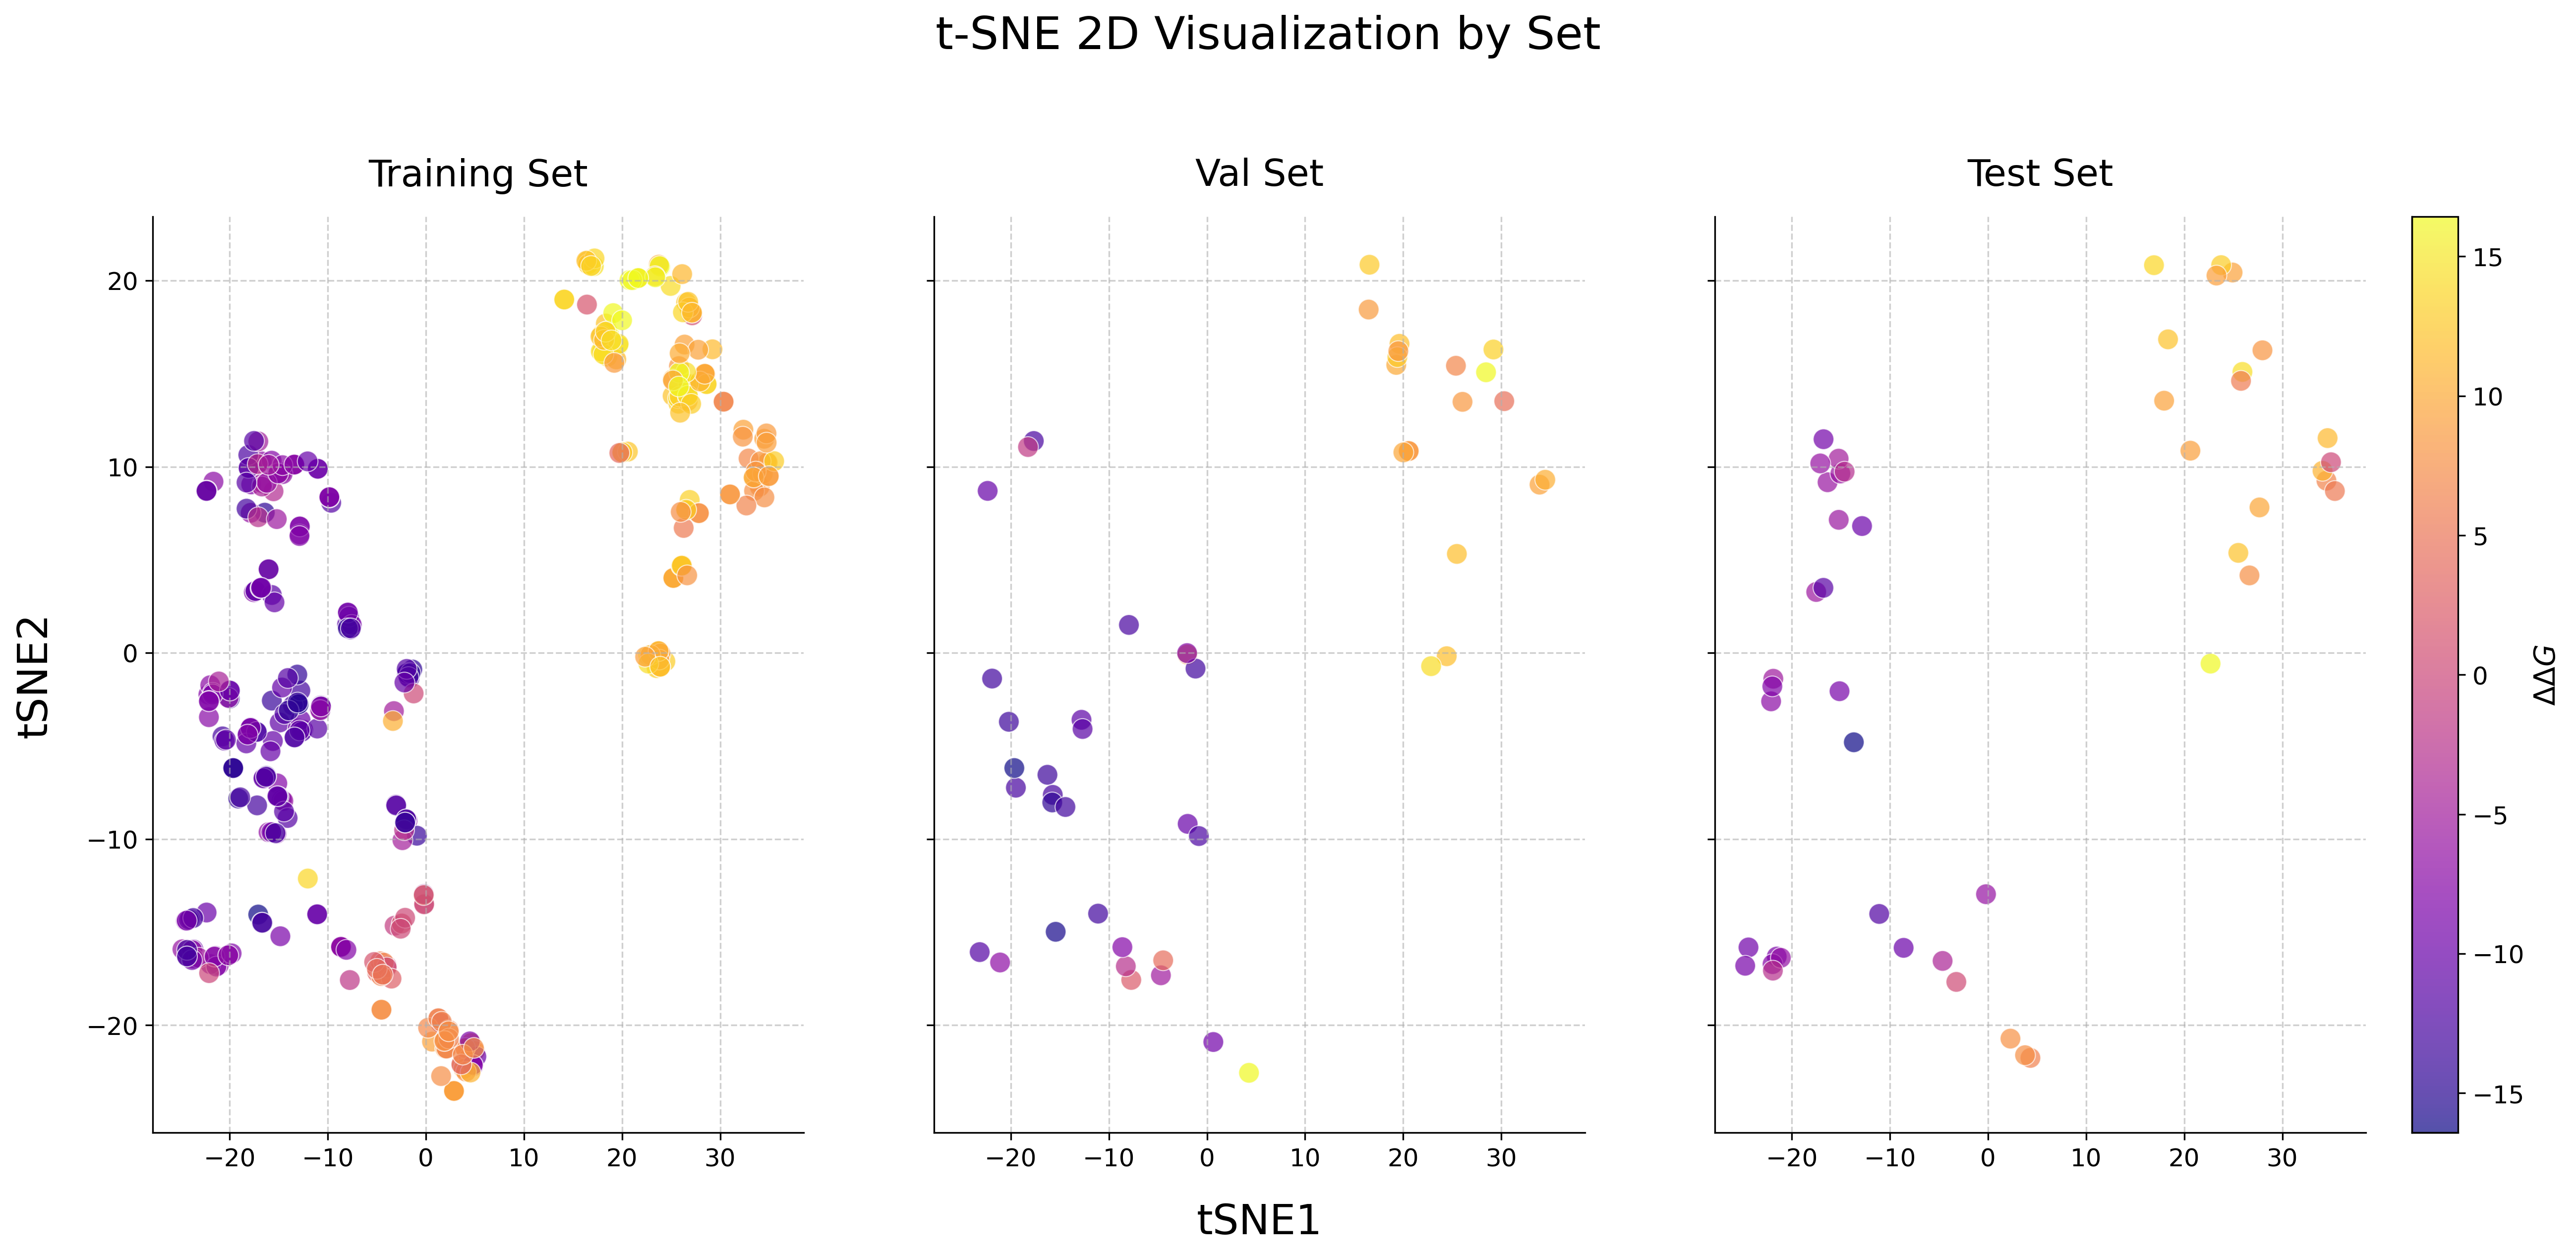 t-SNE 2D Visualization by Set
Training Set
Val Set
Test Set
tSNE2
20
10
0
−10
−20
−20 −10 0 10 20 30
−20 −10 0 10 20 30
−20 −10 0 10 20 30
tSNE1
15
10
5
0
−5
−10
−15
ΔΔG